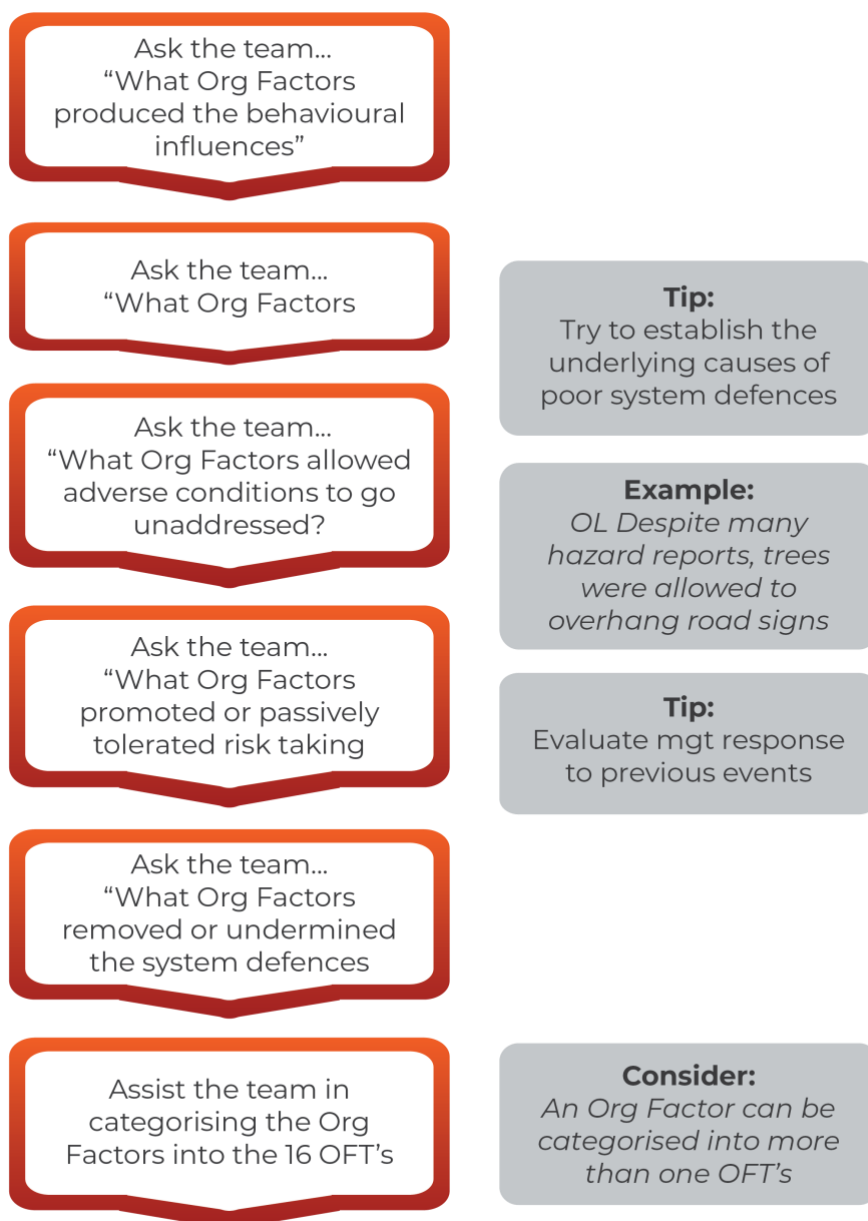 Ask the team...
“What Org Factors
produced the behavioural
influences”
Ask the team...
“What Org Factors
Tip:
Try to establish the
underlying causes of
poor system defences
Ask the team...
“What Org Factors allowed
adverse conditions to go
unaddressed?
Example:
OL Despite many
hazard reports, trees
were allowed to
overhang road signs
Ask the team...
“What Org Factors
promoted or passively
tolerated risk taking
Tip:
Evaluate mgt response
to previous events
Ask the team...
“What Org Factors
removed or undermined
the system defences
Assist the team in
categorising the Org
Factors into the 16 OFT’s
Consider:
An Org Factor can be
categorised into more
than one OFT’s